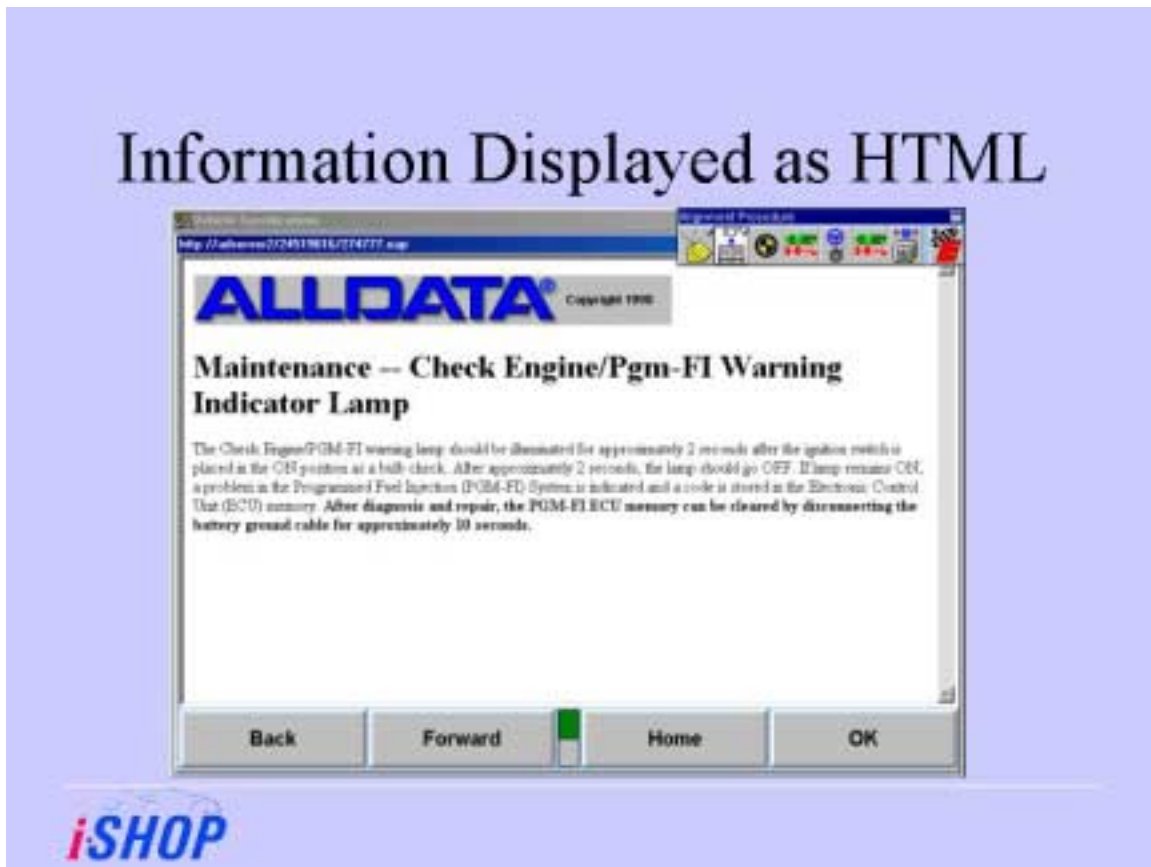 Information Displayed as HTML
Vehicle Specifications
Alignment Procedure
ALLDATA® Copyright 1998
Maintenance -- Check Engine/Pgm-FI Warning
Indicator Lamp
The Check Engine/PGM-FI warning lamp should be illuminated for approximately 2 seconds after the ignition switch is
placed in the ON position as a bulb check. After approximately 2 seconds, the lamp should go OFF. If lamp remains ON,
a problem in the Programmed Fuel Injection (PGM-FI) System is indicated and a code is stored in the Electronic Control
Unit (ECU) memory. After diagnosis and repair, the PGM-FI ECU memory can be cleared by disconnecting the
battery ground cable for approximately 10 seconds.
Back Forward Home OK
iSHOP